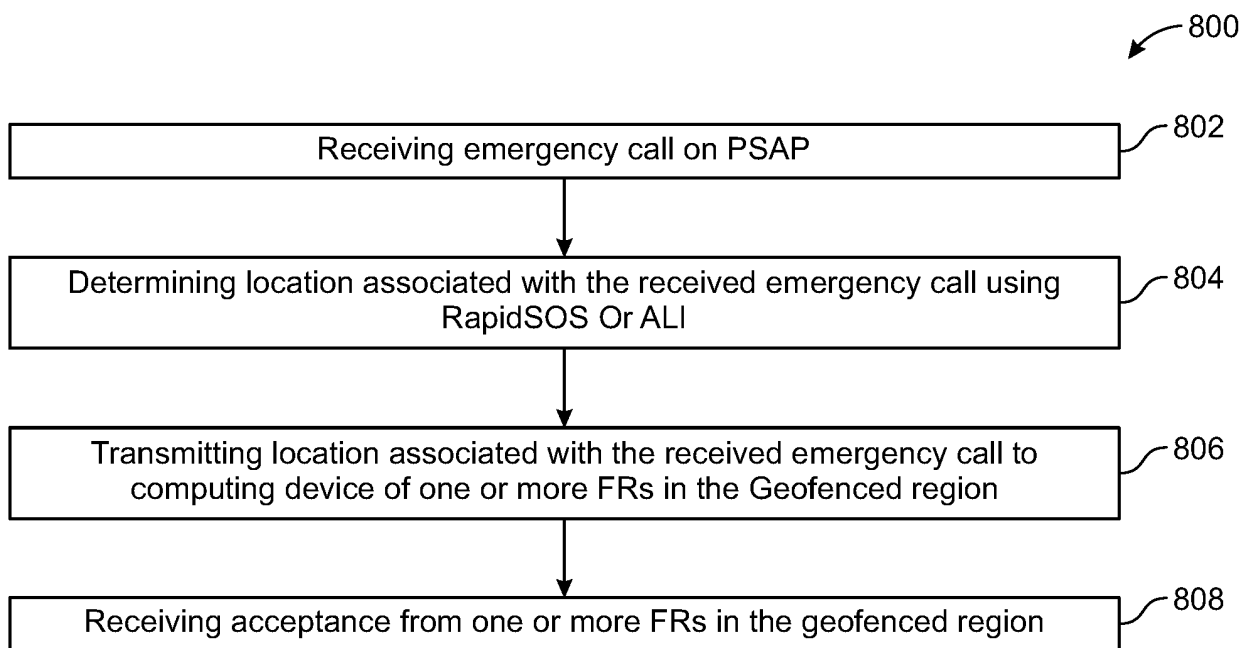 800
Receiving emergency call on PSAP
802
Determining location associated with the received emergency call using
RapidSOS Or ALI
804
Transmitting location associated with the received emergency call to
computing device of one or more FRs in the Geofenced region
806
Receiving acceptance from one or more FRs in the geofenced region
808